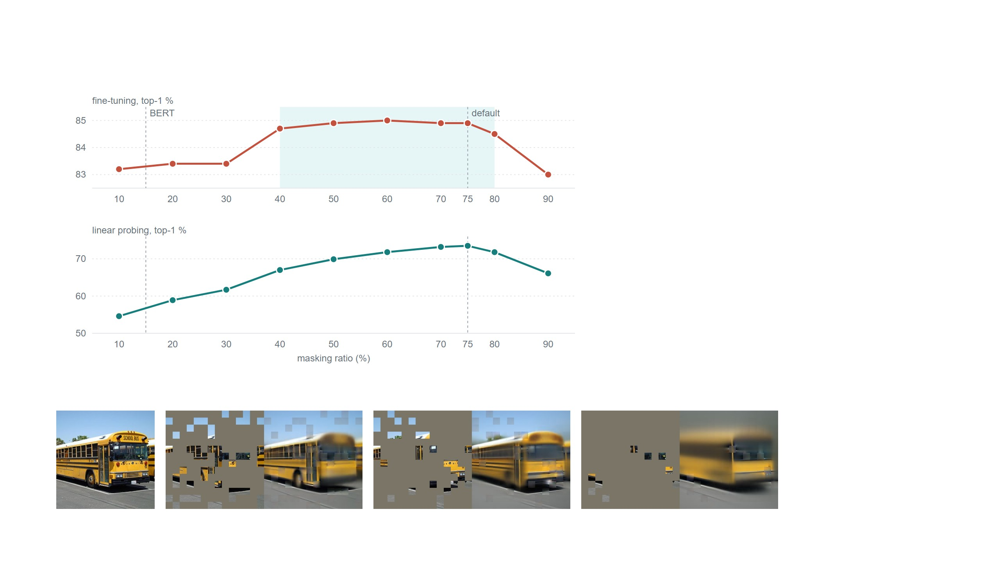 fine-tuning, top-1 %
BERT
default
85
84
83
10 20 30 40 50 60 70 75 80 90
linear probing, top-1 %
70
60
50
10 20 30 40 50 60 70 75 80 90
masking ratio (%)
SCHOOL BUS